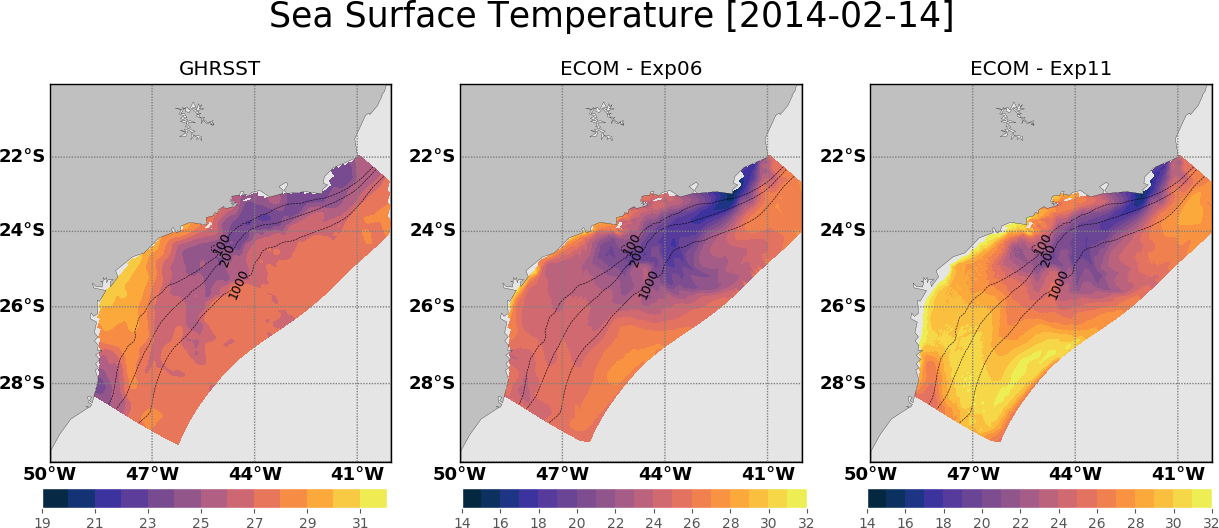 Sea Surface Temperature [2014-02-14]
GHRSST
ECOM - Exp06
ECOM - Exp11
22°S
24°S
26°S
28°S
50°W 47°W 44°W 41°W
100
200
1000
22°S
24°S
26°S
28°S
50°W 47°W 44°W 41°W
100
200
1000
22°S
24°S
26°S
28°S
50°W 47°W 44°W 41°W
100
200
1000
19 21 23 25 27 29 31
14 16 18 20 22 24 26 28 30 32
14 16 18 20 22 24 26 28 30 32